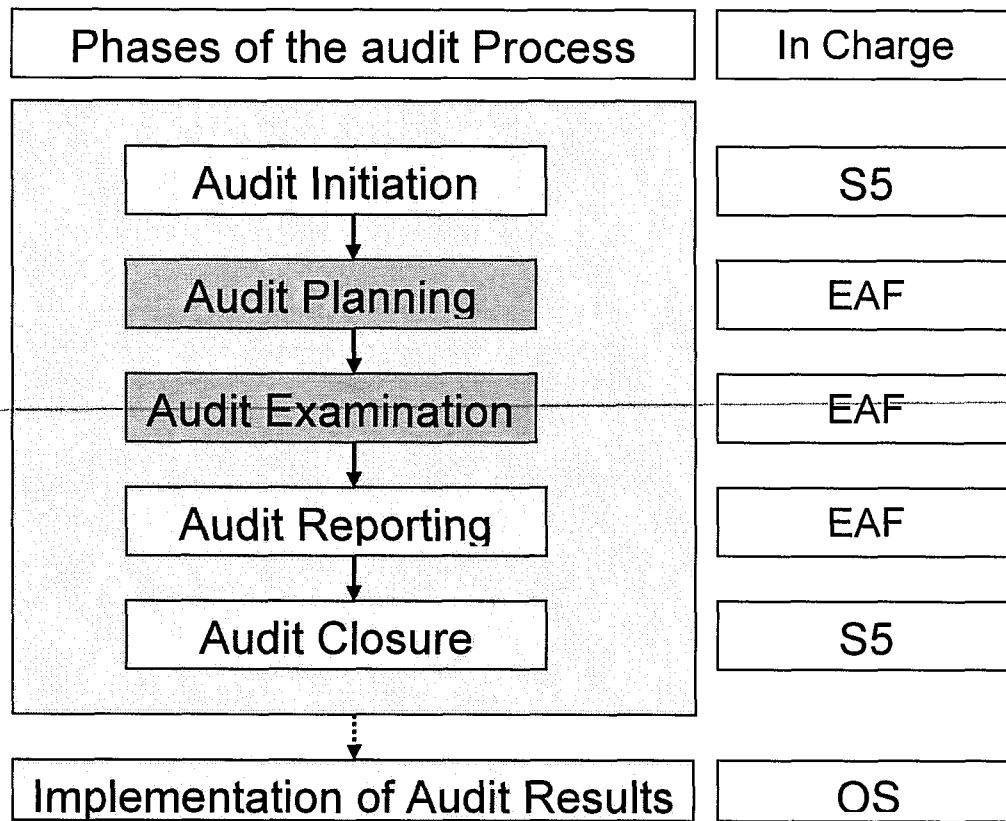 Phases of the audit Process
In Charge
Audit Initiation
S5
Audit Planning
EAF
Audit Examination
EAF
Audit Reporting
EAF
Audit Closure
S5
Implementation of Audit Results
OS